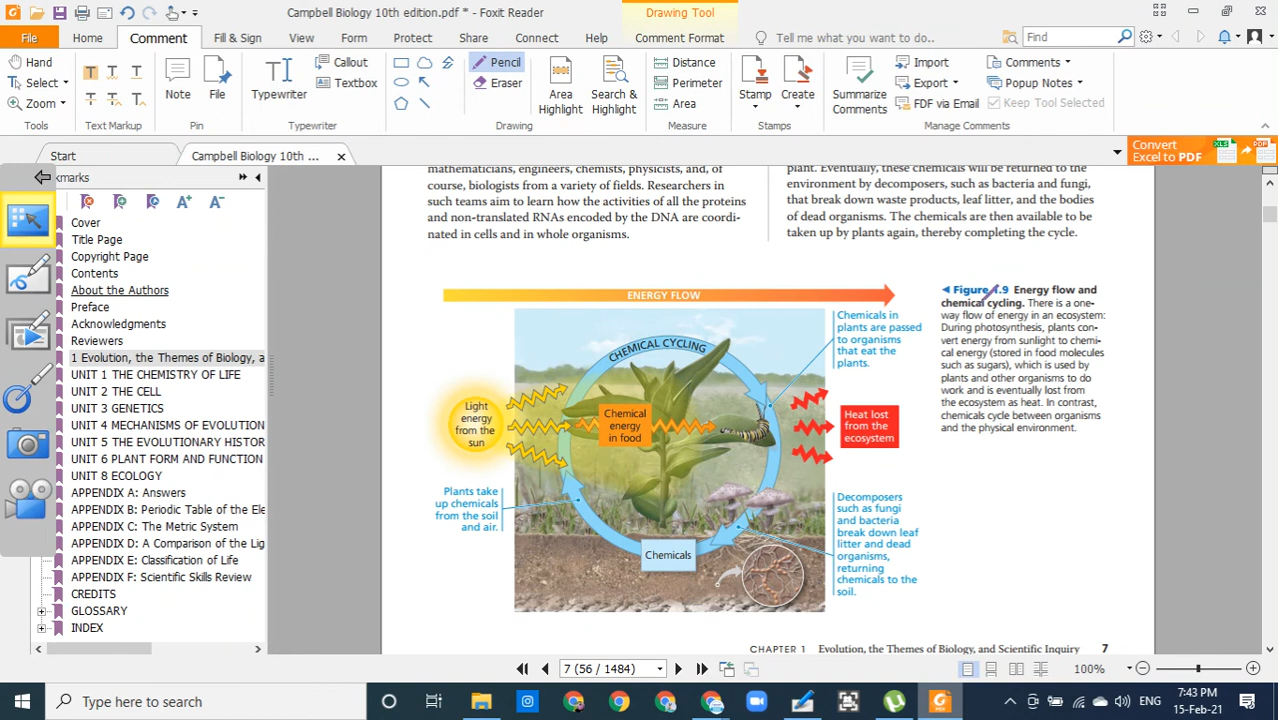 Campbell Biology 10th edition.pdf * - Foxit Reader
Drawing Tool
File Home Comment Fill & Sign View Form Protect Share Connect Help Comment Format Tell me what you want to do.. Find
Hand
Select
Zoom
Tools
Text Markup
Note
File
Pin
Typewriter
Callout
Textbox
Typewriter
Pencil
Eraser
Drawing
Area Highlight
Search & Highlight
Distance
Perimeter
Area
Measure
Stamp
Create
Stamps
Summarize Comments
Import
Export
FDF via Email
Comments
Popup Notes
Keep Tool Selected
Manage Comments
Start
Campbell Biology 10th ...
Convert
Excel to PDF
kmarks
Cover
Title Page
Copyright Page
Contents
About the Authors
Preface
Acknowledgments
Reviewers
1 Evolution, the Themes of Biology, a
UNIT 1 THE CHYMISTRY OF LIFE
UNIT 2 THE CELL
UNIT 3 GENETICS
UNIT 4 MECHANISMS OF EVOLUTION
UNIT 5 THE EVOLUTIONARY HISTOR
UNIT 6 PLANT FORM AND FUNCTION
UNIT 8 ECOLOGY
APPENDIX A: Answers
APPENDIX B: Periodic Table of the Ele
APPENDIX C: The Metric System
APPENDIX D: A Comparison of the Lig
APPENDIX E: Classification of Life
APPENDIX F: Scientific Skills Review
CREDITS
GLOSSARY
INDEX
mathematicians, engineers, chemists, physicists, and, of
course, biologists from a variety of fields. Researchers in
such teams aim to learn how the activities of all the proteins
and non-translated RNAs encoded by the DNA are coordi-
nated in cells and in whole organisms.
plant. Eventually, these chemicals will be returned to the
environment by decomposers, such as bacteria and fungi,
that break down waste products, leaf litter, and the bodies
of dead organisms. The chemicals are then available to be
taken up by plants again, thereby completing the cycle.
ENERGY FLOW
CHEMICAL CYCLING
Light
energy
from the
sun
Chemical
energy
in food
Chemicals in
plants are passed
to organisms
that eat the
plants.
Heat lost
from the
ecosystem
Plants take
up chemicals
from the soil
and air.
Chemicals
Decomposers
such as fungi
and bacteria
break down leaf
litter and dead
organisms,
returning
chemicals to the
soil.
Figure 1.9 Energy flow and
chemical cycling. There is a one-
way flow of energy in an ecosystem:
During photosynthesis, plants con-
vert energy from sunlight to chemi-
cal energy (stored in food molecules
such as sugars), which is used by
plants and other organisms to do
work and is eventually lost from
the ecosystem as heat. In contrast,
chemicals cycle between organisms
and the physical environment.
CHAPTER 1 Evolution, the Themes of Biology, and Scientific Inquiry 7
7 (56 / 1484)
100%
Type here to search
ENG
7:43 PM
15-Feb-21